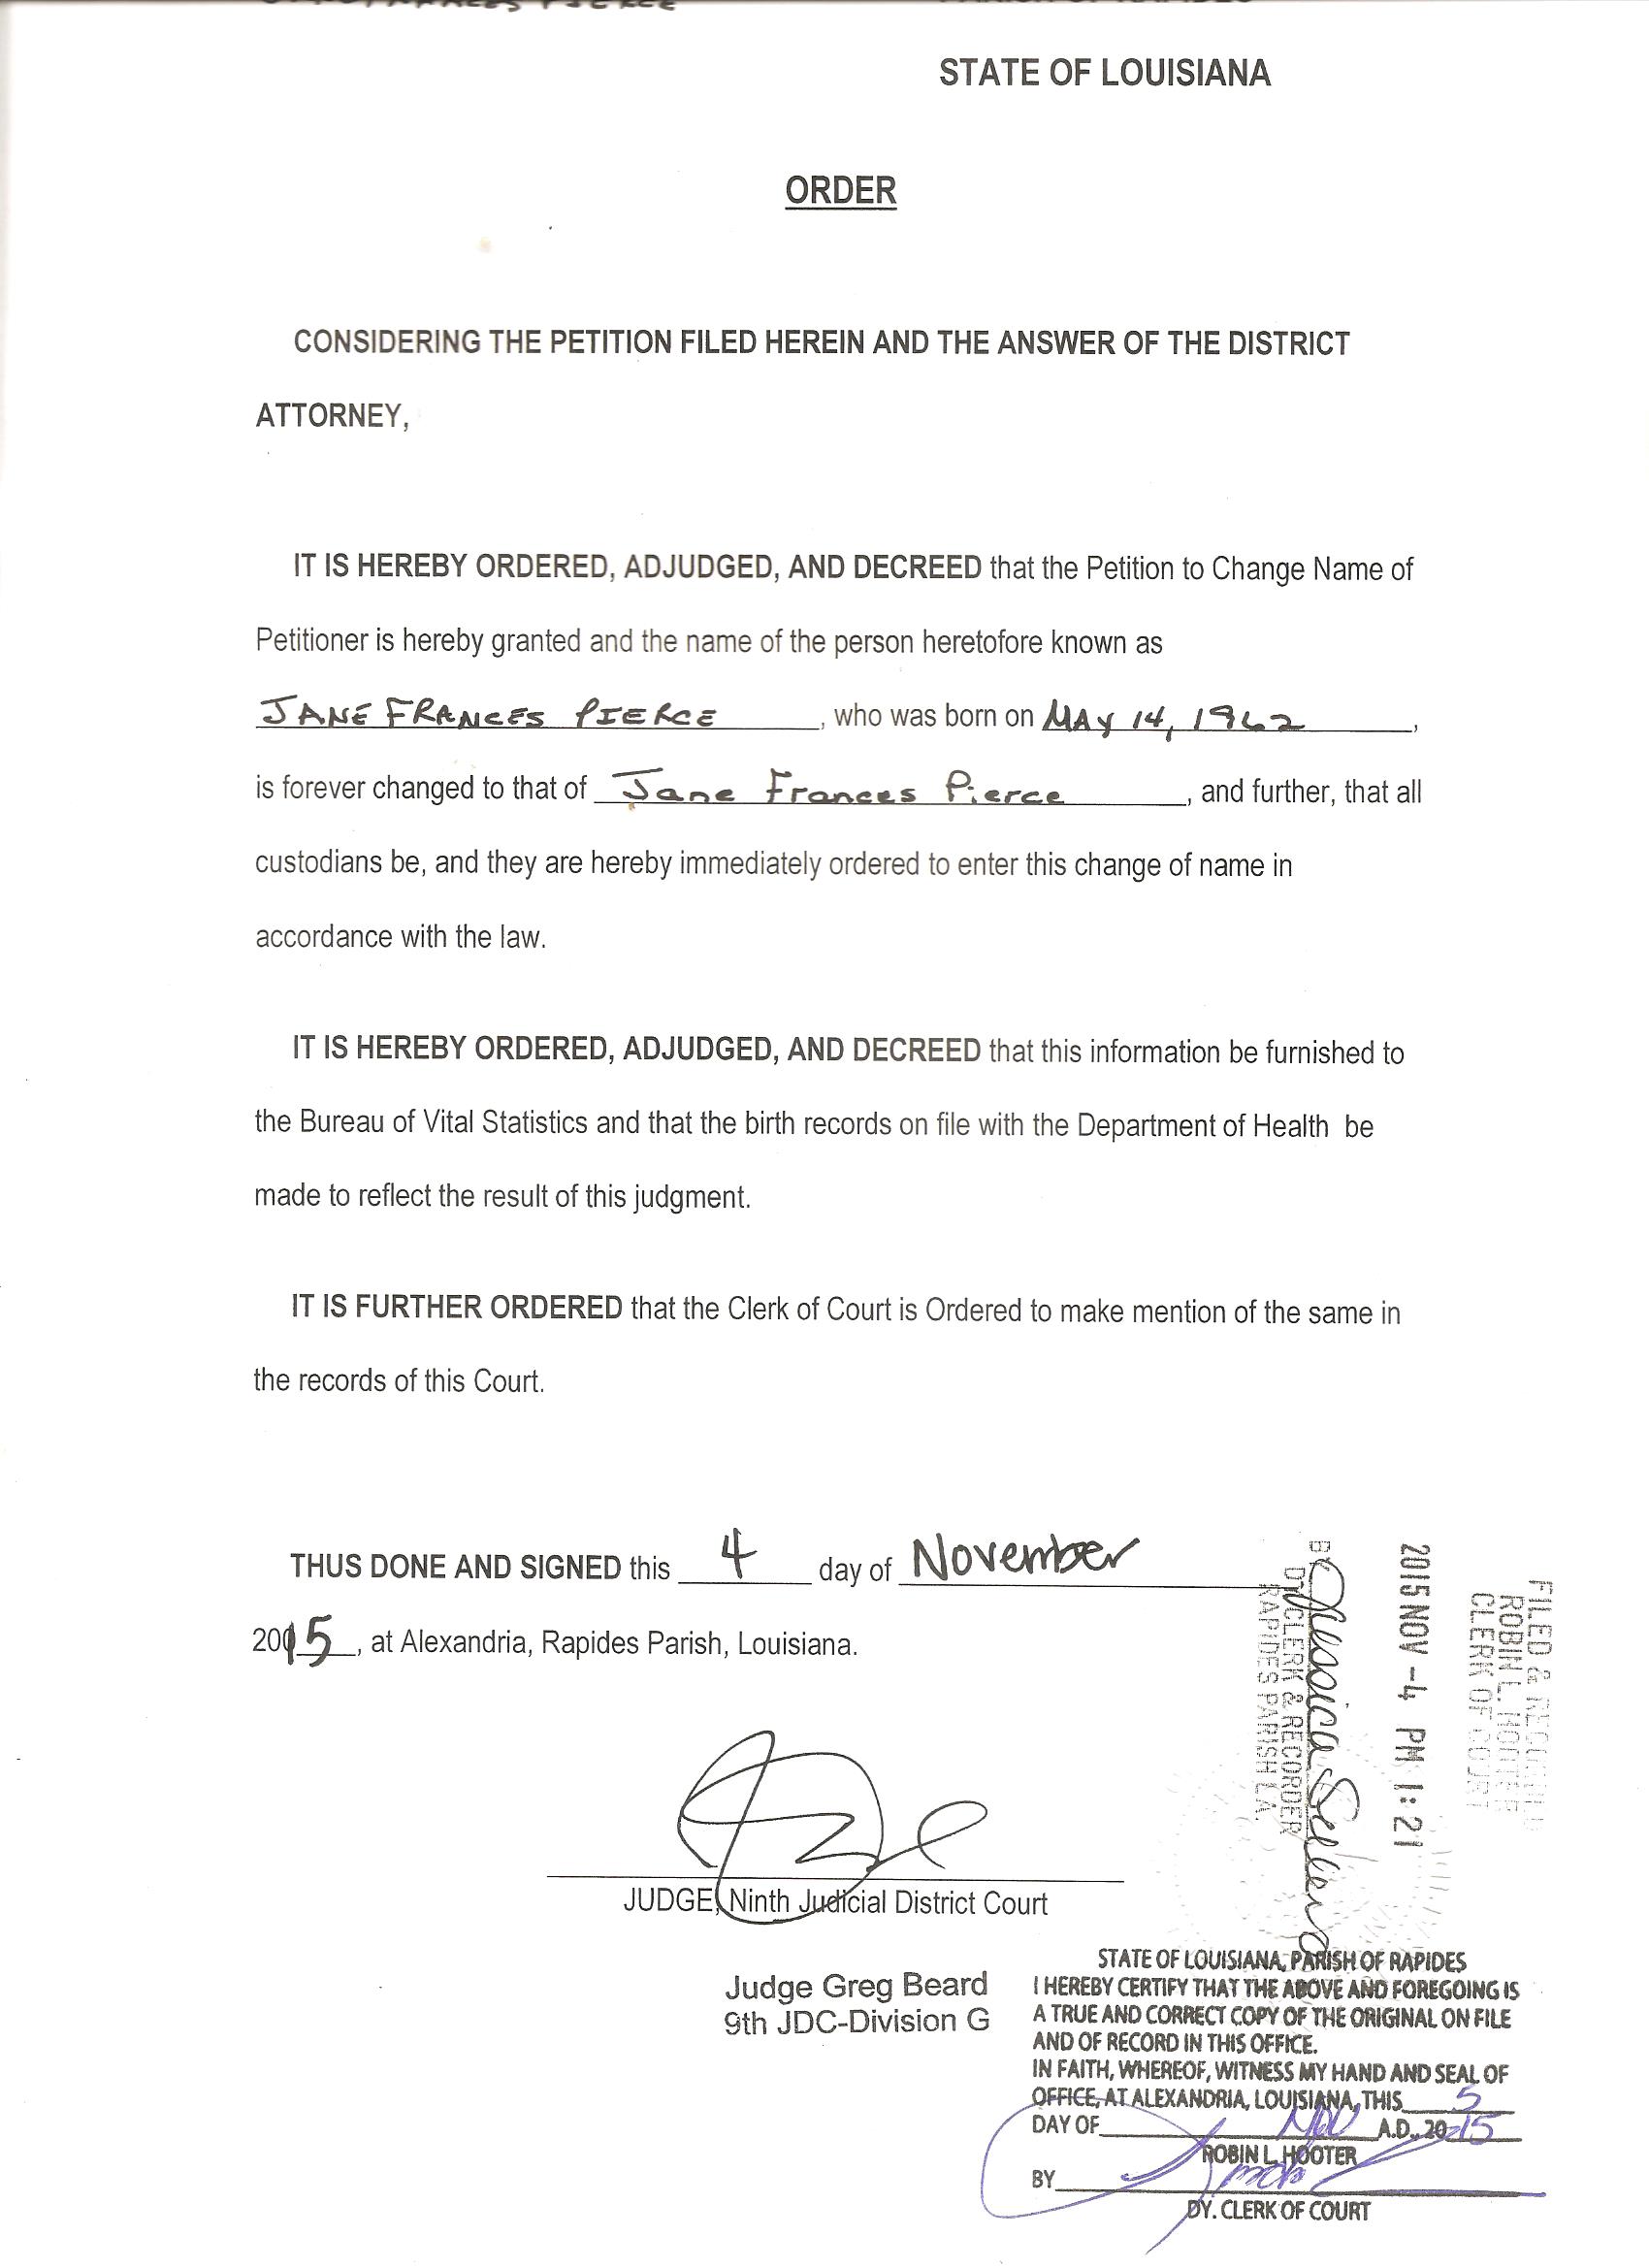 STATE OF LOUISIANA
ORDER
CONSIDERING THE PETITION FILED HEREIN AND THE ANSWER OF THE DISTRICT
ATTORNEY,
IT IS HEREBY ORDERED, ADJUDGED, AND DECREED that the Petition to Change Name of
Petitioner is hereby granted and the name of the person heretofore known as
JANE FRANCES PIERCE, who was born on MAY 14, 1962,
is forever changed to that of Jane Frances Pierce, and further, that all
custodians be, and they are hereby immediately ordered to enter this change of name in
accordance with the law.
IT IS HEREBY ORDERED, ADJUDGED, AND DECREED that this information be furnished to
the Bureau of Vital Statistics and that the birth records on file with the Department of Health be
made to reflect the result of this judgment.
IT IS FURTHER ORDERED that the Clerk of Court is Ordered to make mention of the same in
the records of this Court.
THUS DONE AND SIGNED this 4 day of November
2015, at Alexandria, Rapides Parish, Louisiana.
FILED & RECORDED
ROBIN L. HOOTER
CLERK OF COURT
2015 NOV -4 PM 1:21
BY Jessica
DY CLERK & RECORDER
RAPIDES PARISH LA.
JUDGE, Ninth Judicial District Court
Judge Greg Beard
9th JDC-Division G
STATE OF LOUISIANA, PARISH OF RAPIDES
I HEREBY CERTIFY THAT THE ABOVE AND FOREGOING IS
A TRUE AND CORRECT COPY OF THE ORIGINAL ON FILE
AND OF RECORD IN THIS OFFICE.
IN FAITH, WHEREOF, WITNESS MY HAND AND SEAL OF
OFFICE, AT ALEXANDRIA, LOUISIANA, THIS 5
DAY OF Nov A.D., 2015
ROBIN L. HOOTER
BY
DY. CLERK OF COURT